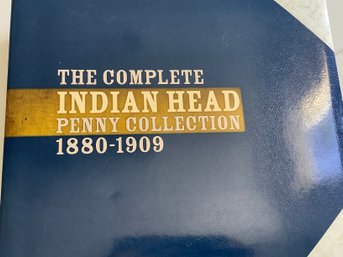 THE COMPLETE
INDIAN HEAD
PENNY COLLECTION
1880-1909